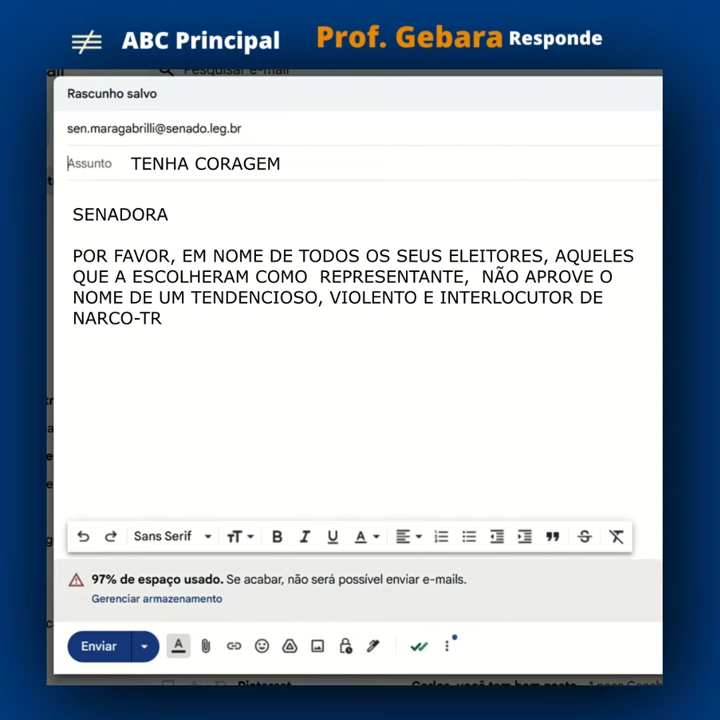 ABC Principal Prof. Gebara Responde
Pesquisar e-mail
Rascunho salvo
sen.maragabrilli@senado.leg.br
Assunto TENHA CORAGEM
SENADORA
POR FAVOR, EM NOME DE TODOS OS SEUS ELEITORES, AQUELES
QUE A ESCOLHERAM COMO REPRESENTANTE, NÃO APROVE O
NOME DE UM TENDENCIOSO, VIOLENTO E INTERLOCUTOR DE
NARCO-TR
Sans Serif
97% de espaço usado. Se acabar, não será possível enviar e-mails.
Gerenciar armazenamento
Enviar